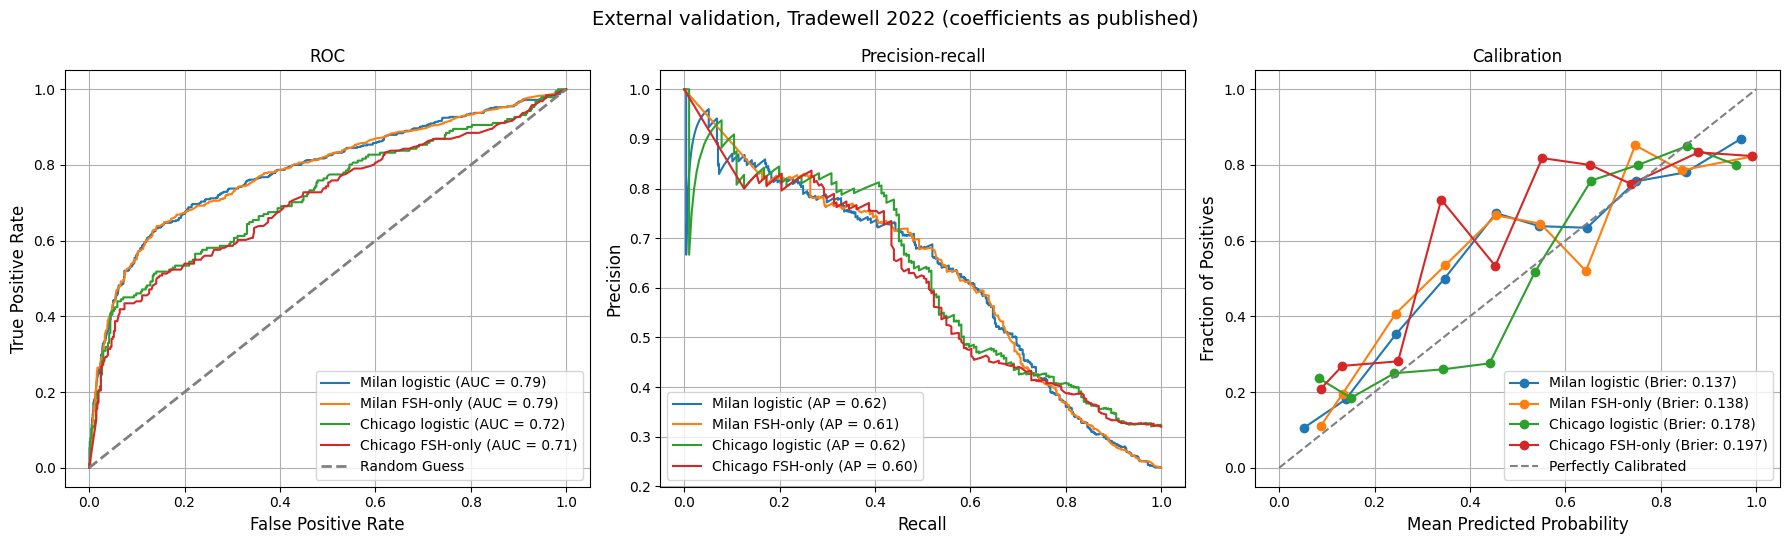 External validation, Tradewell 2022 (coefficients as published)
ROC
True Positive Rate
1.0
0.8
0.6
0.4
0.2
0.0
Milan logistic (AUC = 0.79)
Milan FSH-only (AUC = 0.79)
Chicago logistic (AUC = 0.72)
Chicago FSH-only (AUC = 0.71)
Random Guess
0.0 0.2 0.4 0.6 0.8 1.0
False Positive Rate
Precision-recall
Precision
1.0
0.9
0.8
0.7
0.6
0.5
0.4
0.3
0.2
Milan logistic (AP = 0.62)
Milan FSH-only (AP = 0.61)
Chicago logistic (AP = 0.62)
Chicago FSH-only (AP = 0.60)
0.0 0.2 0.4 0.6 0.8 1.0
Recall
Calibration
Fraction of Positives
1.0
0.8
0.6
0.4
0.2
0.0
Milan logistic (Brier: 0.137)
Milan FSH-only (Brier: 0.138)
Chicago logistic (Brier: 0.178)
Chicago FSH-only (Brier: 0.197)
Perfectly Calibrated
0.0 0.2 0.4 0.6 0.8 1.0
Mean Predicted Probability